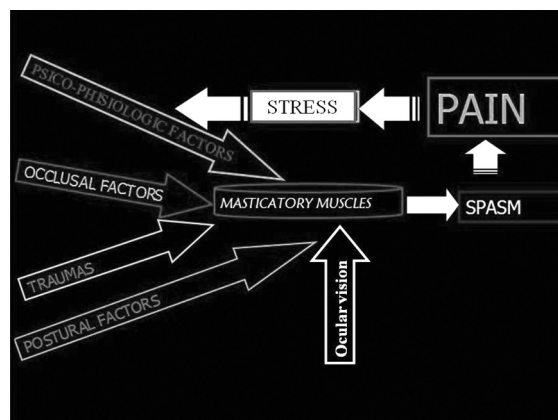 PSICO-PHISIOLOGIC FACTORS
STRESS
PAIN
OCCLUSAL FACTORS
MASTICATORY MUSCLES
SPASM
TRAUMAS
POSTURAL FACTORS
Ocular vision